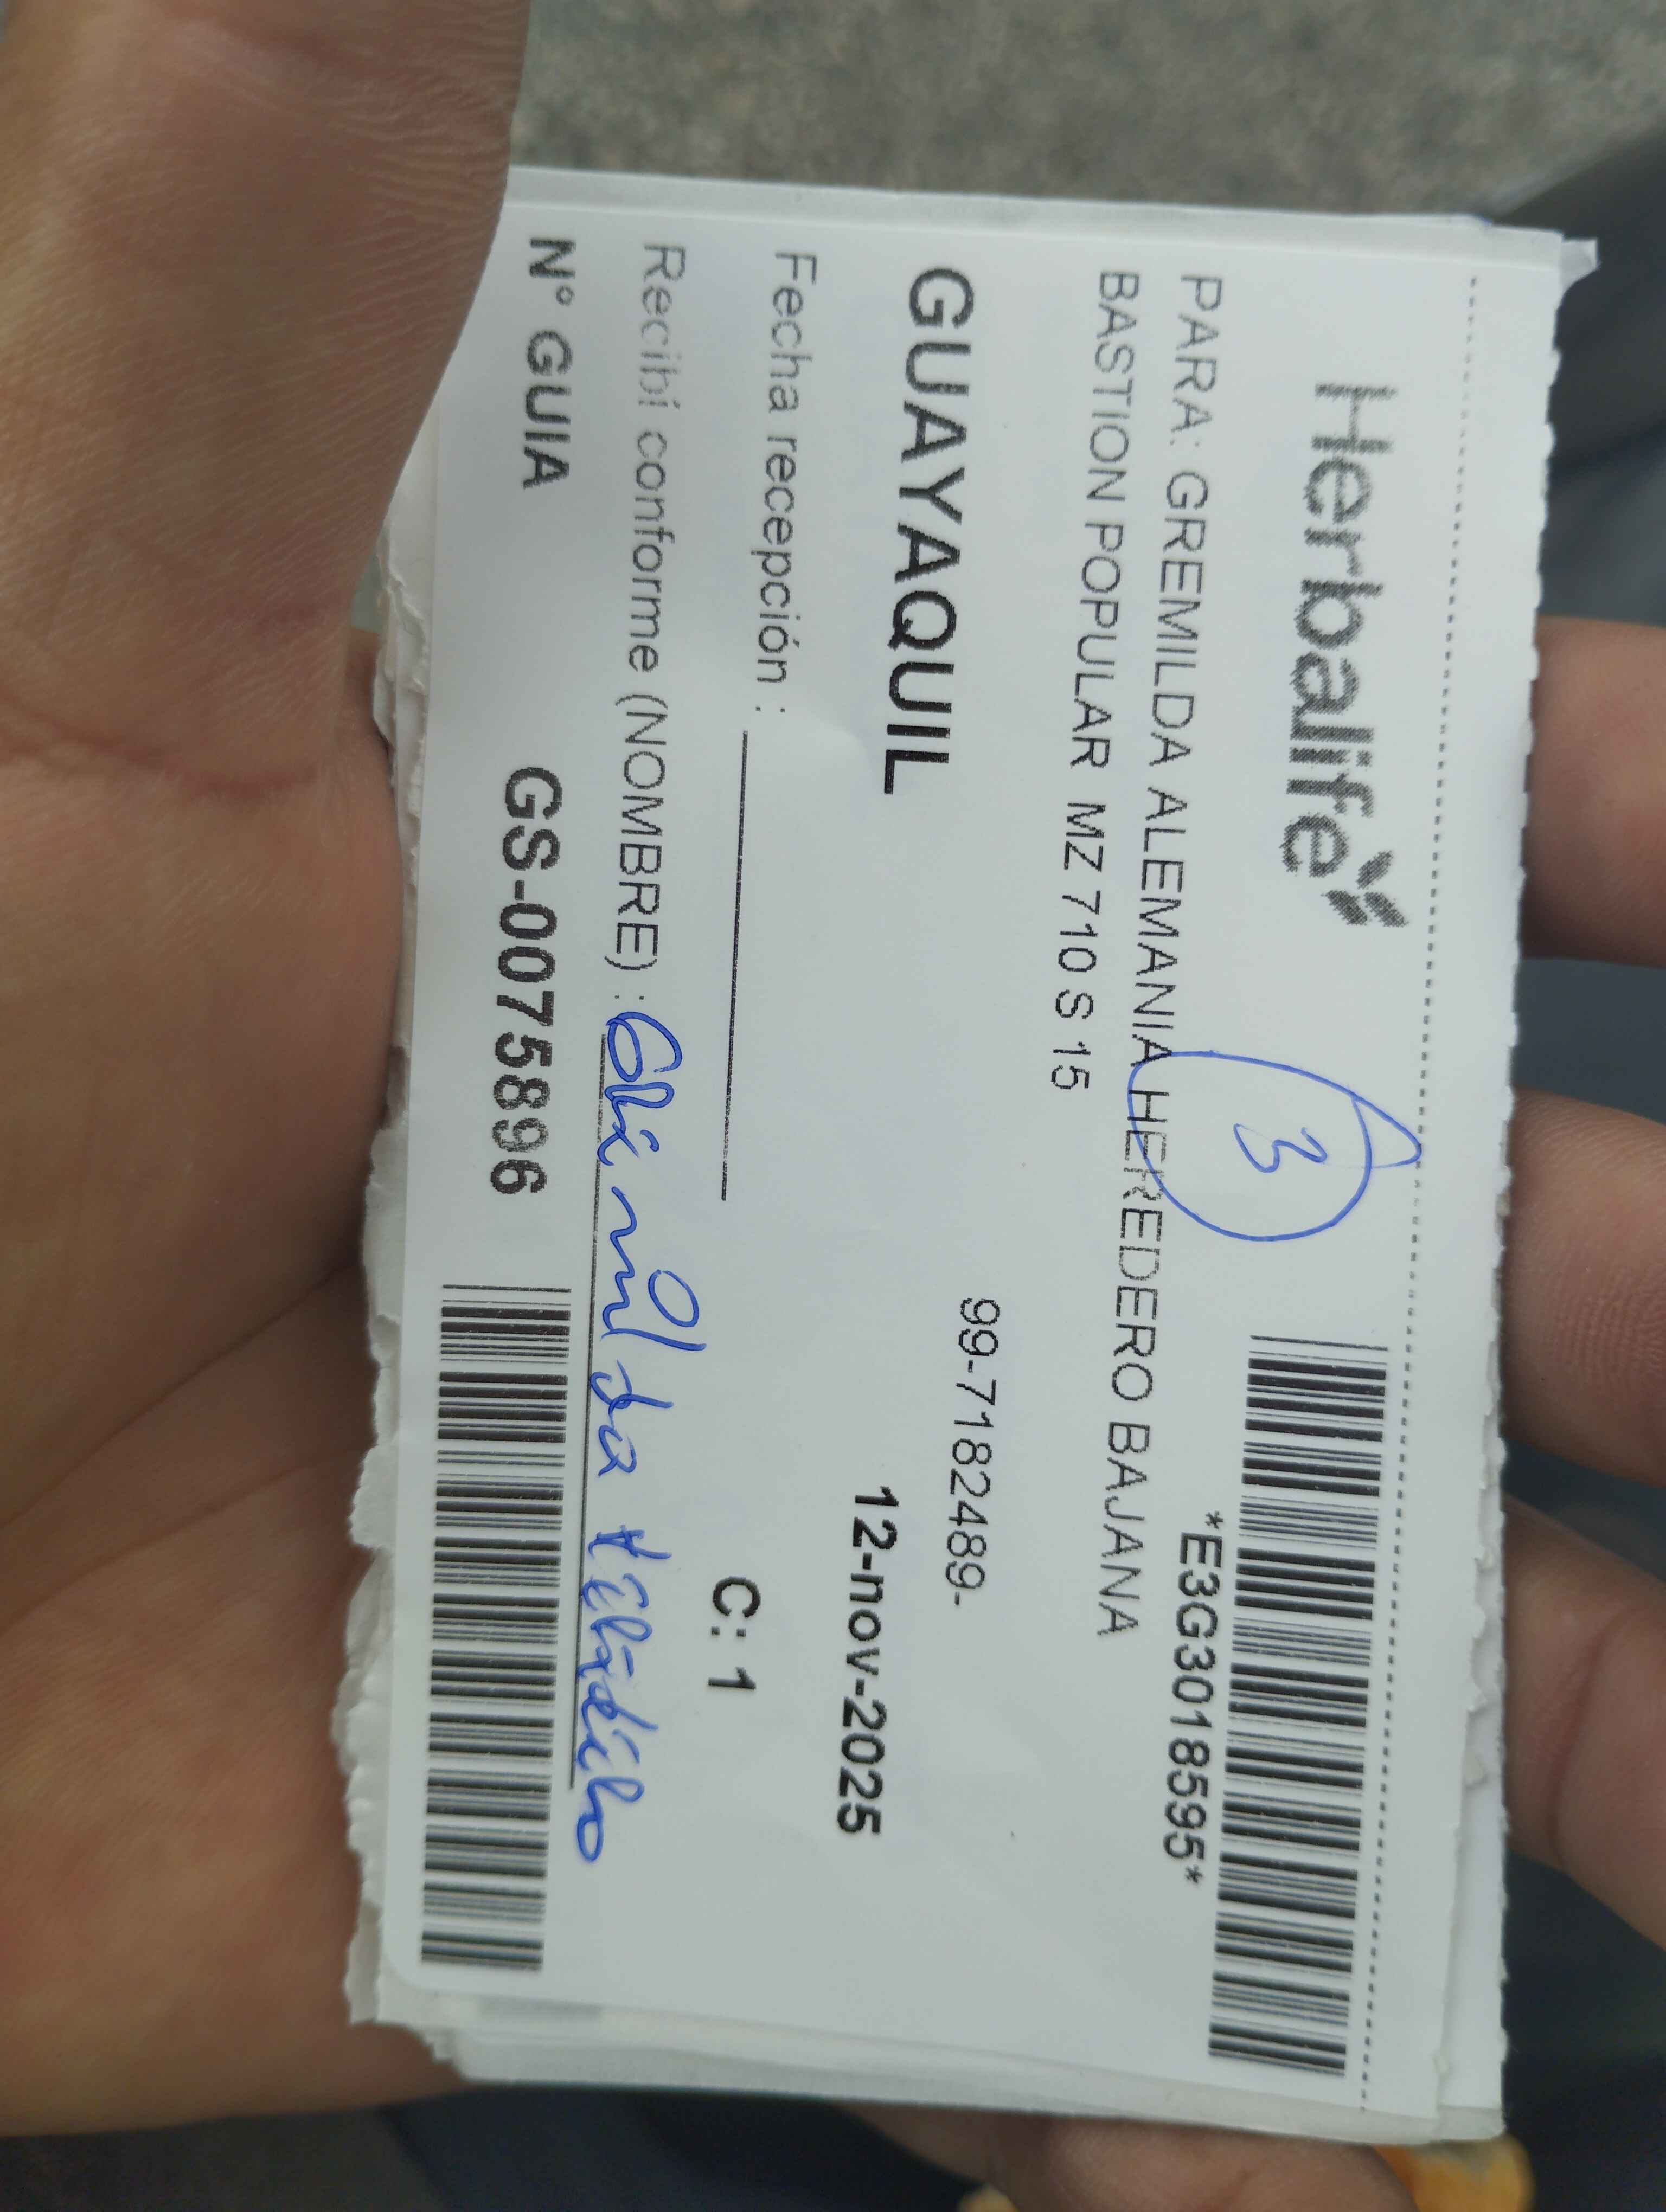 Herbalife
3
*E3G3018595*
PARA: GREMILDA ALEMANIA HEREDERO BAJANA
BASTION POPULAR MZ 710 S 15
99-7182489-
GUAYAQUIL
12-nov-2025
Fecha recepción :
C: 1
Recibí conforme (NOMBRE) :
N° GUIA GS-0075896